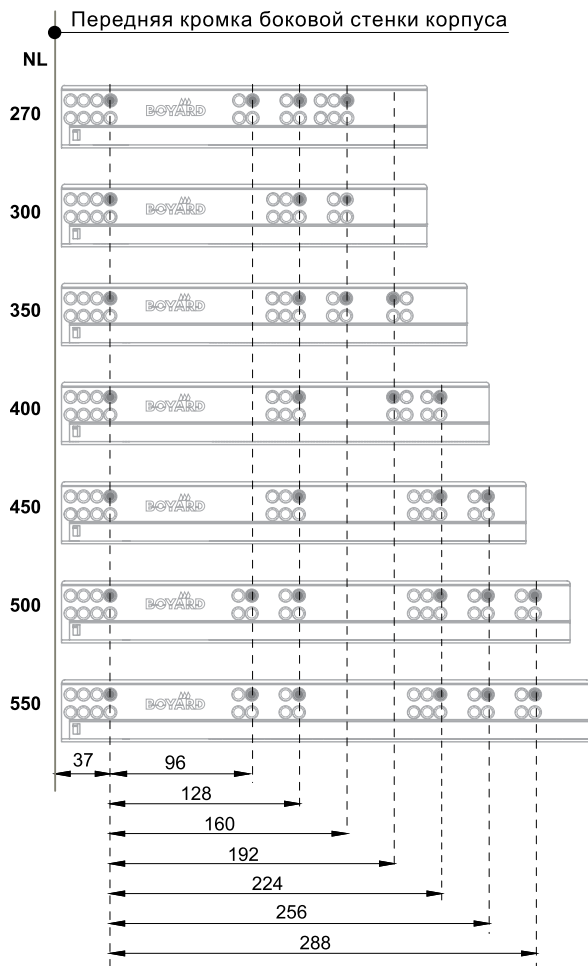 Передняя кромка боковой стенки корпуса
NL
270
BOYARD
300
BOYARD
350
BOYARD
400
BOYARD
450
BOYARD
500
BOYARD
550
BOYARD
37
96
128
160
192
224
256
288